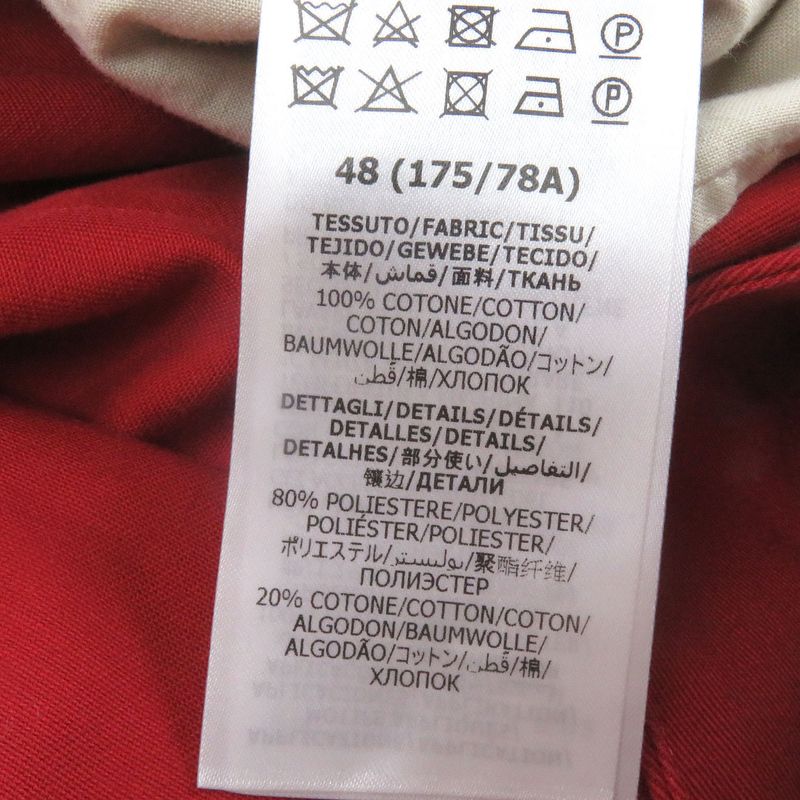 48 (175/78A)
TESSUTO/FABRIC/TISSU/
TEJIDO/GEWEBE/TECIDO/
本体/قماش/面料/ТКАНЬ
100% COTONE/COTTON/
COTON/ALGODON/
BAUMWOLLE/ALGODÃO/コットン/
قُطن/棉/ХЛОПОК
DETTAGLI/DETAILS/DÉTAILS/
DETALLES/DETAILS/
DETALHES/部分使い/التفاصيل/
镶边/ДЕТАЛИ
80% POLIESTERE/POLYESTER/
POLIÉSTER/POLIESTER/
ポリエステル/بوليستر/聚酯纤维/
ПОЛИЭСТЕР
20% COTONE/COTTON/COTON/
ALGODON/BAUMWOLLE/
ALGODÃO/コットン/قُطن/棉/
ХЛОПОК